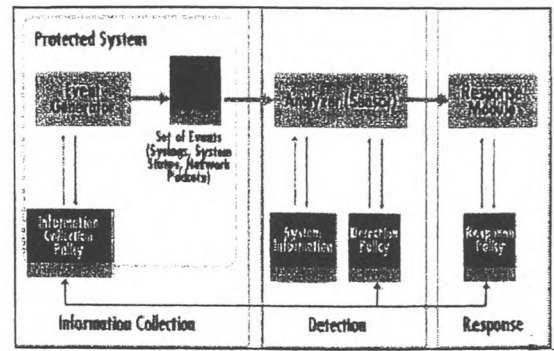 Protected System
Event
Generator
Set of Events
(Syslogs, System
Status, Network
Packets)
Analyzer (Sensor)
Response
Module
Information
Collection
Policy
System
Information
Detection
Policy
Response
Policy
Information Collection
Detection
Response